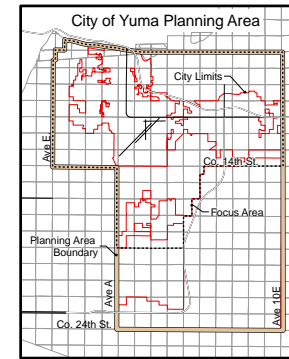 City of Yuma Planning Area
City Limits
Ave E
Co. 14th St.
Focus Area
Planning Area
Boundary
Ave A
Ave 10E
Co. 24th St.